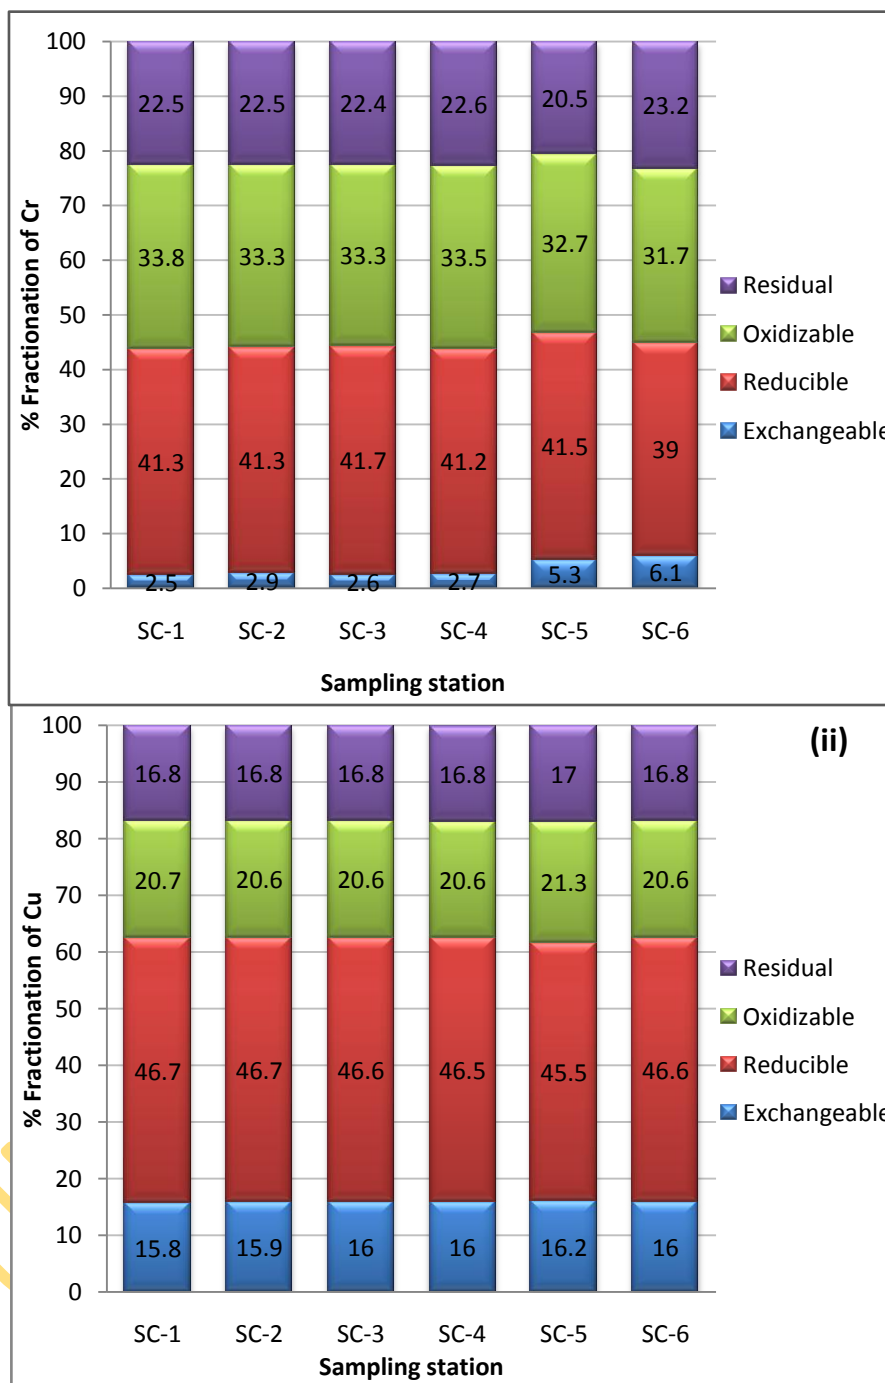 100
90
80
70
60
50
40
30
20
10
0
% Fractionation of Cr
22.5 22.5 22.4 22.6 20.5 23.2
33.8 33.3 33.3 33.5 32.7 31.7
41.3 41.3 41.7 41.2 41.5 39
2.5 2.9 2.6 2.7 5.3 6.1
SC-1 SC-2 SC-3 SC-4 SC-5 SC-6
Sampling station
Residual
Oxidizable
Reducible
Exchangeable
(ii)
100
90
80
70
60
50
40
30
20
10
0
% Fractionation of Cu
16.8 16.8 16.8 16.8 17 16.8
20.7 20.6 20.6 20.6 21.3 20.6
46.7 46.7 46.6 46.5 45.5 46.6
15.8 15.9 16 16 16.2 16
SC-1 SC-2 SC-3 SC-4 SC-5 SC-6
Sampling station
Residual
Oxidizable
Reducible
Exchangeable